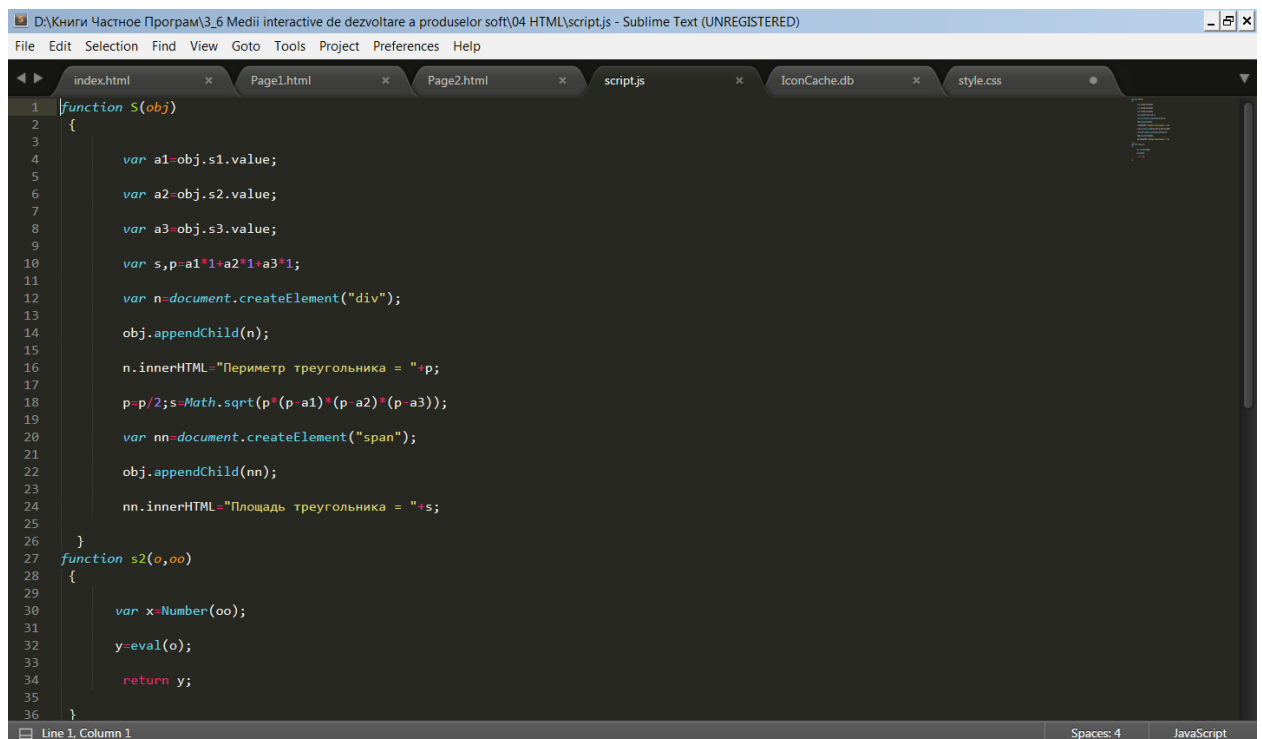 D:\Книги Частное Програм\3_6 Medii interactive de dezvoltare a produselor soft\04 HTML\script.js - Sublime Text (UNREGISTERED)
File Edit Selection Find View Goto Tools Project Preferences Help
index.html × Page1.html × Page2.html × script.js × IconCache.db × style.css
1 function S(obj)
2 {
3
4 var a1=obj.s1.value;
5
6 var a2=obj.s2.value;
7
8 var a3=obj.s3.value;
9
10 var s,p=a1*1+a2*1+a3*1;
11
12 var n=document.createElement("div");
13
14 obj.appendChild(n);
15
16 n.innerHTML="Периметр треугольника = "+p;
17
18 p=p/2;s=Math.sqrt(p*(p-a1)*(p-a2)*(p-a3));
19
20 var nn=document.createElement("span");
21
22 obj.appendChild(nn);
23
24 nn.innerHTML="Площадь треугольника = "+s;
25
26 }
27 function s2(o,oo)
28 {
29
30 var x=Number(oo);
31
32 y=eval(o);
33
34 return y;
35
36 }
Line 1, Column 1 Spaces: 4 JavaScript